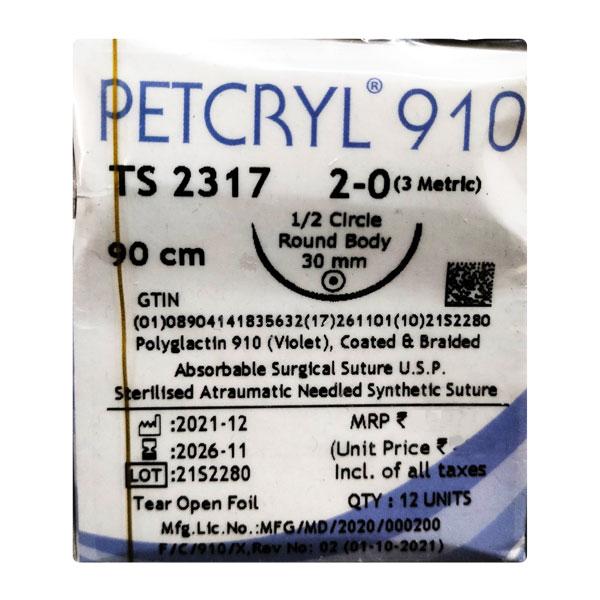 PETCRYL® 910
TS 2317 2-0 (3 Metric)
1/2 Circle
Round Body
90 cm 30 mm
GTIN
(01)08904141835632(17)261101(10)21S2280
Polyglactin 910 (Violet), Coated & Braided
Absorbable Surgical Suture U.S.P.
Sterilised Atraumatic Needled Synthetic Suture
:2021-12 MRP ₹
:2026-11 (Unit Price ₹
LOT :21S2280 Incl. of all taxes
Tear Open Foil QTY : 12 UNITS
Mfg.Lic.No.:MFG/MD/2020/000200
F/C/910/X,Rev No: 02 (01-10-2021)